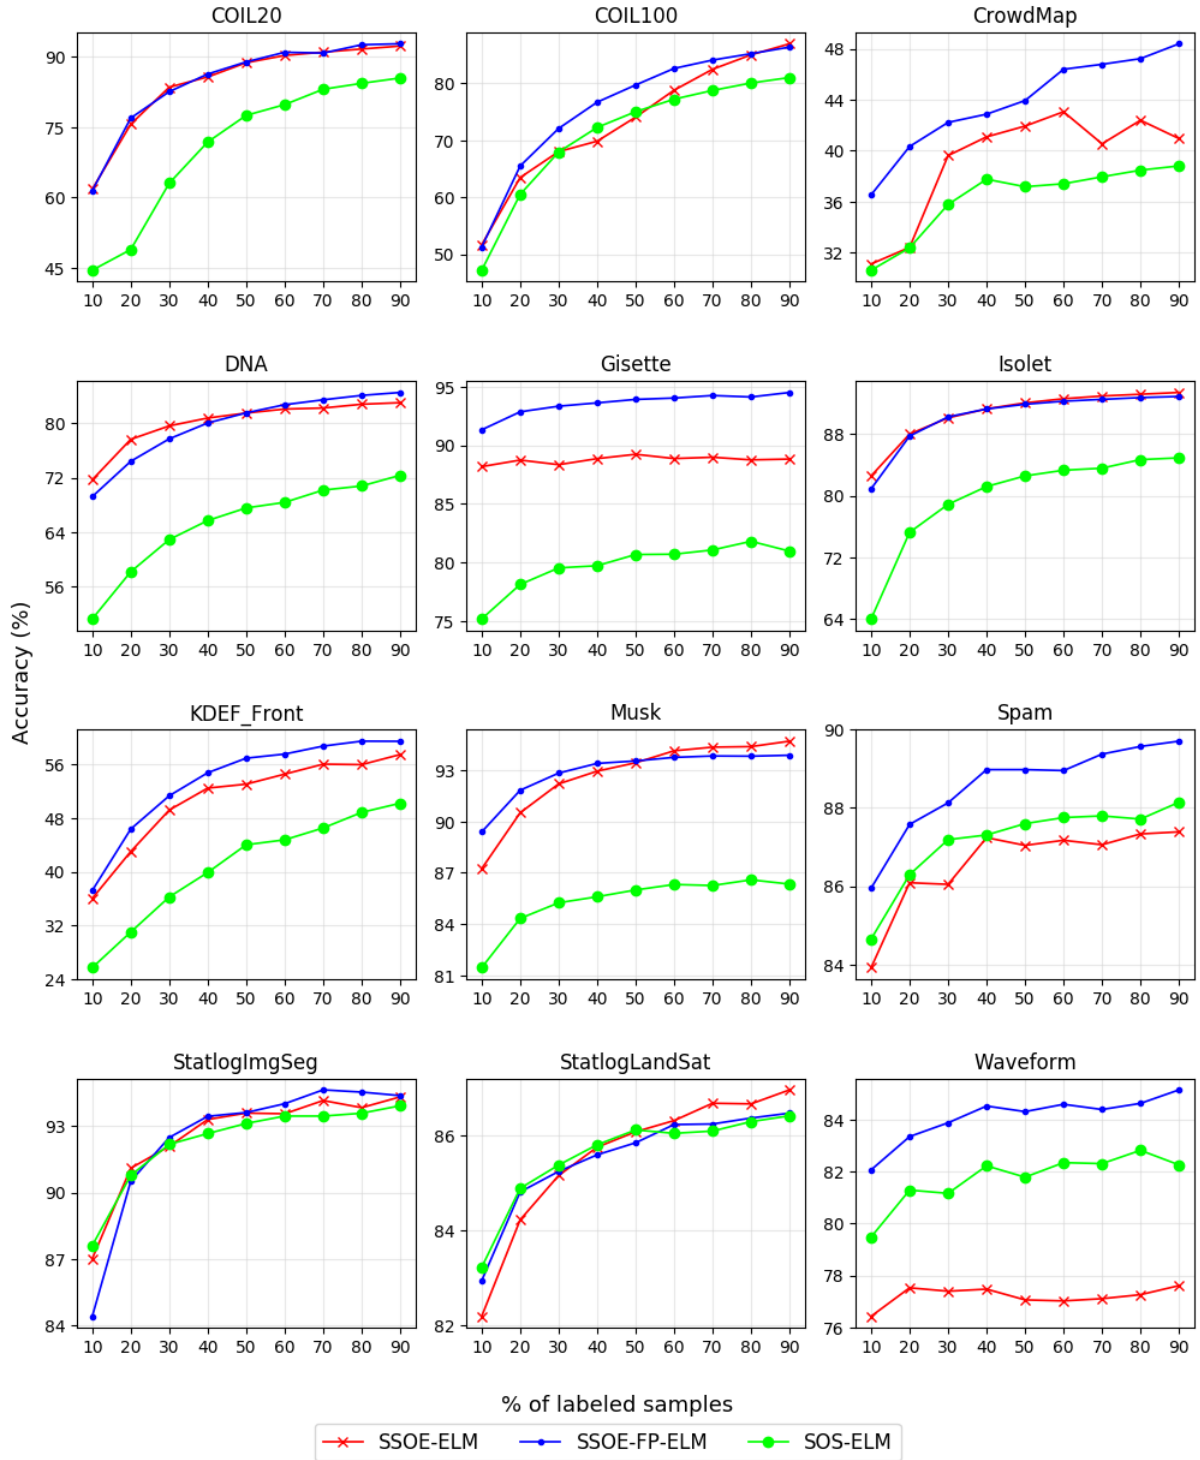 COIL20
COIL100
CrowdMap
90
75
60
45
10 20 30 40 50 60 70 80 90
80
70
60
50
10 20 30 40 50 60 70 80 90
48
44
40
36
32
10 20 30 40 50 60 70 80 90
DNA
Gisette
Isolet
80
72
64
56
10 20 30 40 50 60 70 80 90
95
90
85
80
75
10 20 30 40 50 60 70 80 90
88
80
72
64
10 20 30 40 50 60 70 80 90
Accuracy (%)
KDEF_Front
Musk
Spam
56
48
40
32
24
10 20 30 40 50 60 70 80 90
93
90
87
84
81
10 20 30 40 50 60 70 80 90
90
88
86
84
10 20 30 40 50 60 70 80 90
StatlogImgSeg
StatlogLandSat
Waveform
93
90
87
84
10 20 30 40 50 60 70 80 90
86
84
82
10 20 30 40 50 60 70 80 90
84
82
80
78
76
10 20 30 40 50 60 70 80 90
% of labeled samples
SSOE-ELM
SSOE-FP-ELM
SOS-ELM